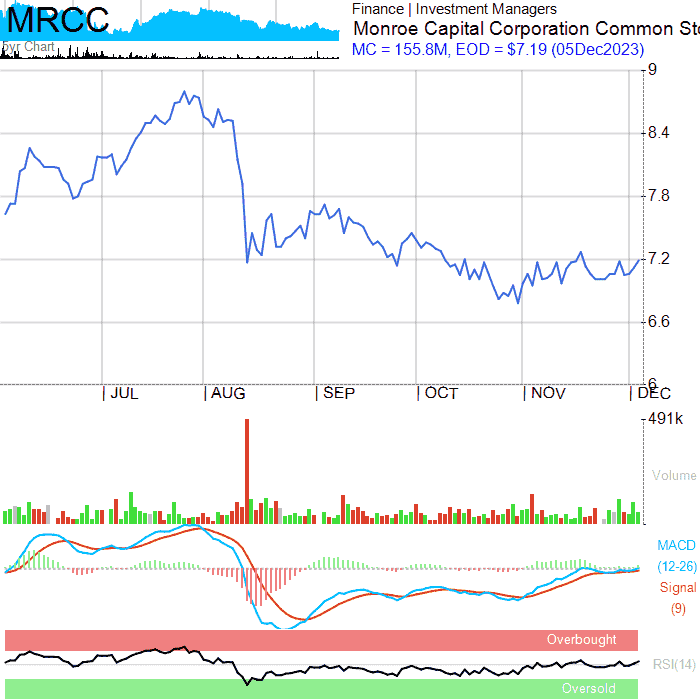 MRCC
5yr Chart
Finance | Investment Managers
Monroe Capital Corporation Common Sto
MC = 155.8M, EOD = $7.19 (05Dec2023)
9
8.4
7.8
7.2
6.6
6
| JUL | AUG | SEP | OCT | NOV | DEC
491k
Volume
MACD
(12-26)
Signal
(9)
Overbought
RSI(14)
Oversold